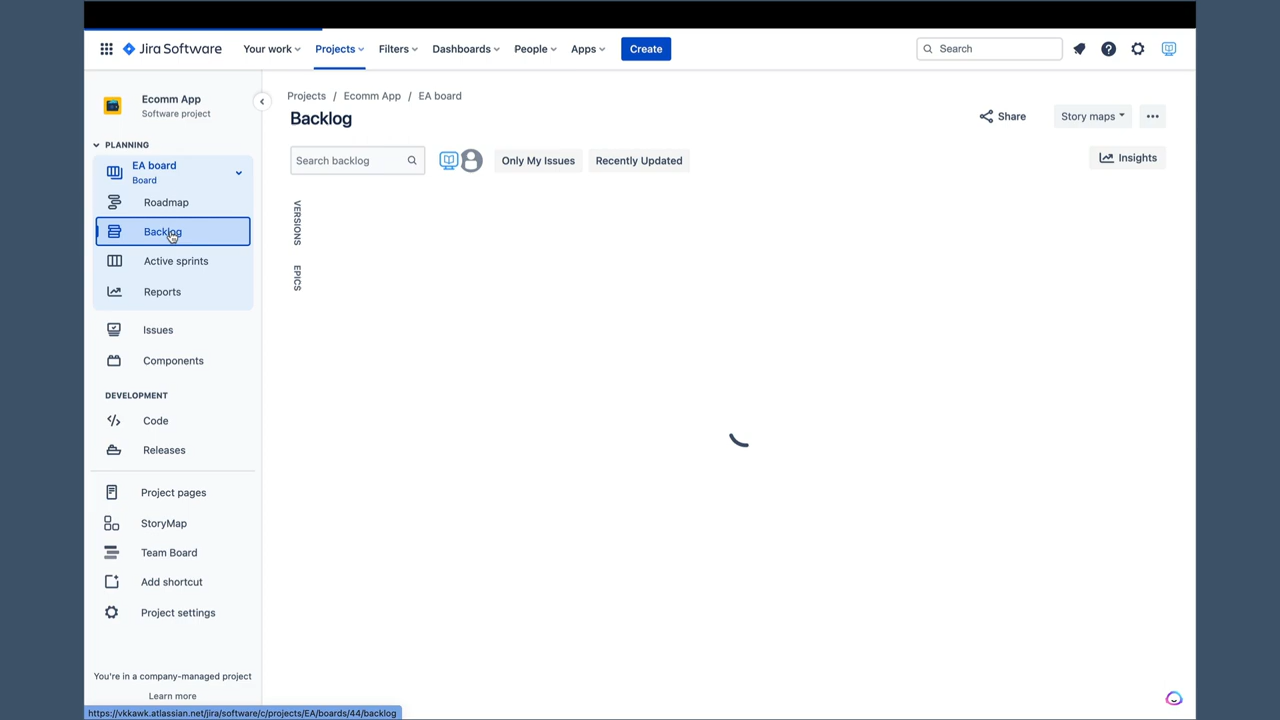 Jira Software
Your work
Projects
Filters
Dashboards
People
Apps
Create
Search
Ecomm App
Software project
PLANNING
EA board
Board
Roadmap
Backlog
Active sprints
Reports
Issues
Components
DEVELOPMENT
Code
Releases
Project pages
StoryMap
Team Board
Add shortcut
Project settings
You're in a company-managed project
Learn more
https://vkkawk.atlassian.net/jira/software/c/projects/EA/boards/44/backlog
Projects / Ecomm App / EA board
Backlog
Share
Story maps
Search backlog
Only My Issues
Recently Updated
Insights
VERSIONS
EPICS